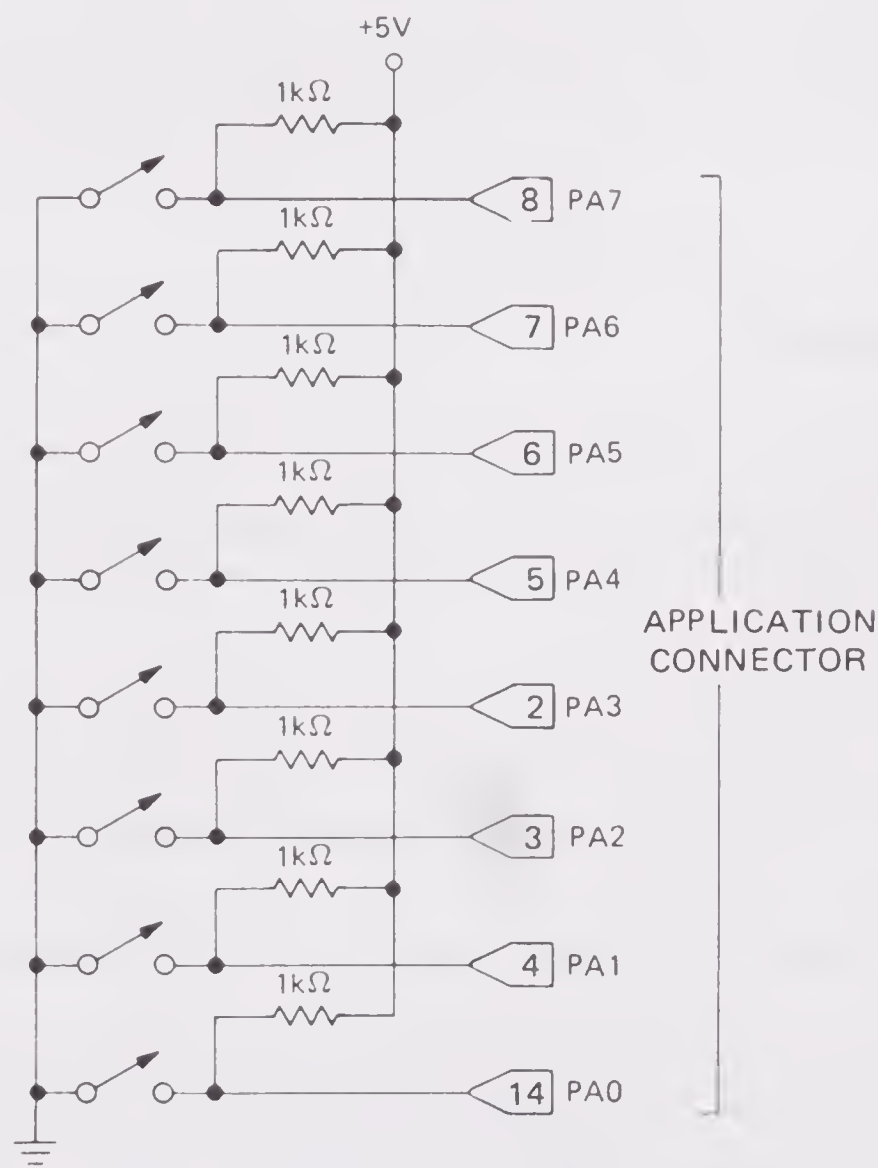 +5V
1kΩ
8 PA7
1kΩ
7 PA6
1kΩ
6 PA5
1kΩ
5 PA4
APPLICATION
CONNECTOR
1kΩ
2 PA3
1kΩ
3 PA2
1kΩ
4 PA1
1kΩ
14 PA0